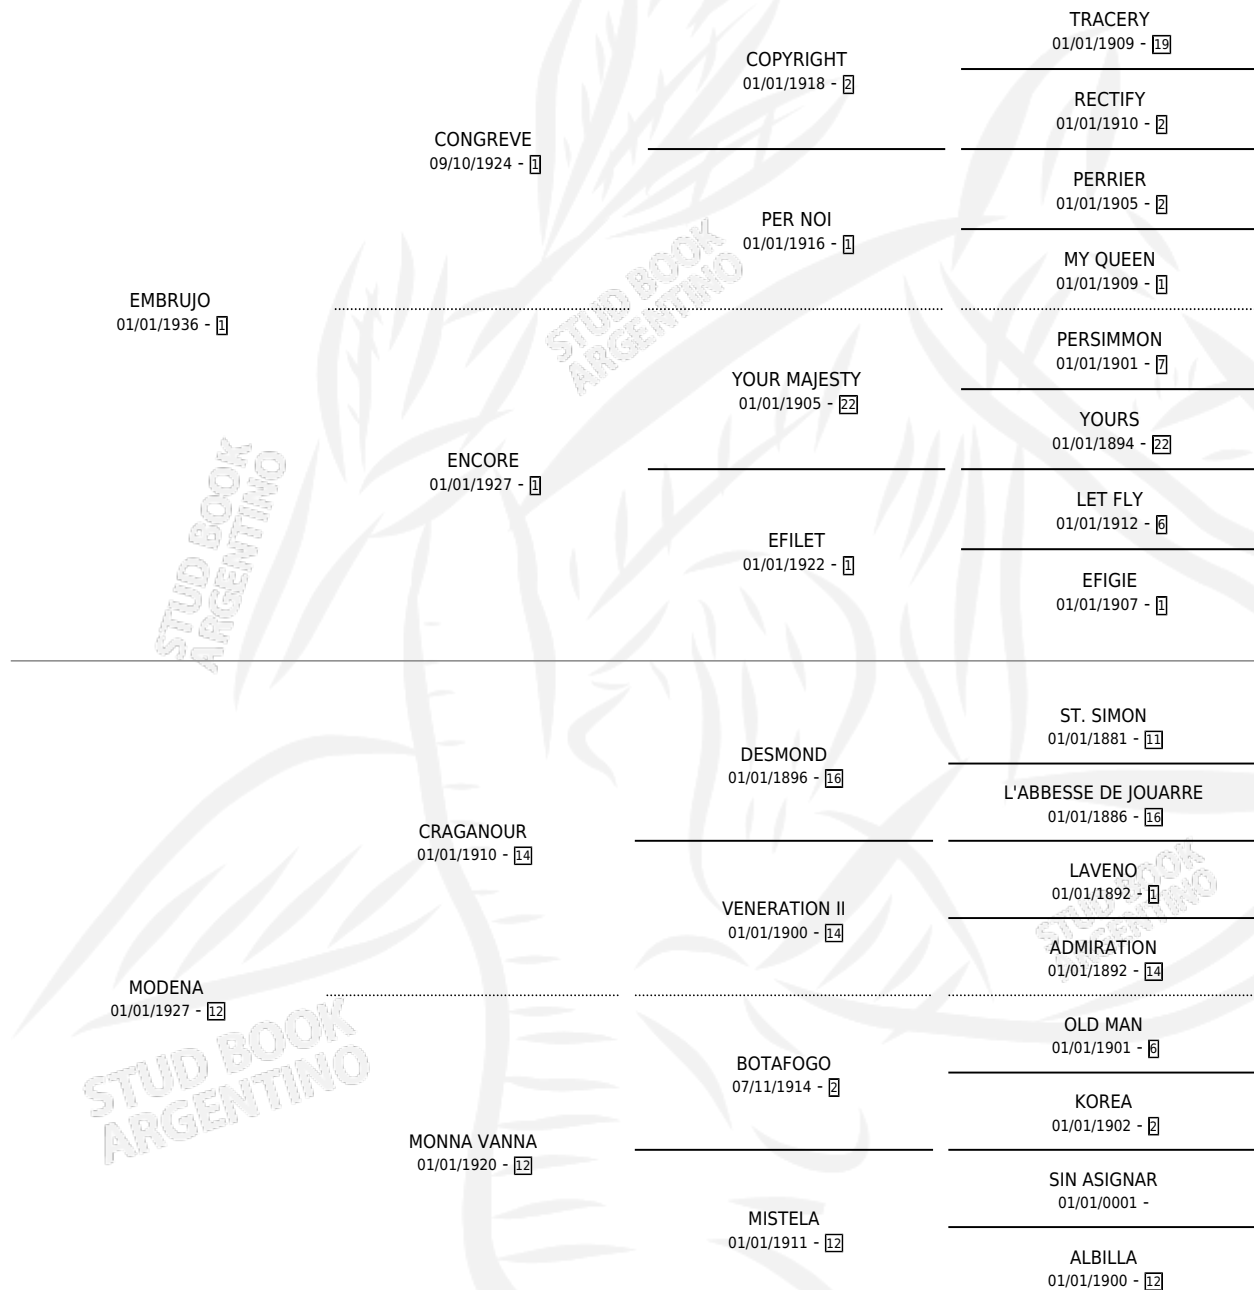 TRACERY
01/01/1909 - 19
COPYRIGHT
01/01/1918 - 2
RECTIFY
01/01/1910 - 2
CONGREVE
09/10/1924 - 1
PERRIER
01/01/1905 - 2
PER NOI
01/01/1916 - 1
MY QUEEN
01/01/1909 - 1
EMBRUJO
01/01/1936 - 1
STUD BOOK
ARGENTINO
PERSIMMON
01/01/1901 - 7
YOUR MAJESTY
01/01/1905 - 22
YOURS
01/01/1894 - 22
ENCORE
01/01/1927 - 1
LET FLY
01/01/1912 - 6
EFILET
01/01/1922 - 1
EFIGIE
01/01/1907 - 1
STUD BOOK
ARGENTINO
ST. SIMON
01/01/1881 - 11
DESMOND
01/01/1896 - 16
L'ABBESSE DE JOUARRE
01/01/1886 - 16
CRAGANOUR
01/01/1910 - 14
LAVENO
01/01/1892 - 1
VENERATION II
01/01/1900 - 14
STUD BOOK
ARGENTINO
ADMIRATION
01/01/1892 - 14
MODENA
01/01/1927 - 12
STUD BOOK
ARGENTINO
OLD MAN
01/01/1901 - 6
BOTAFOGO
07/11/1914 - 2
KOREA
01/01/1902 - 2
MONNA VANNA
01/01/1920 - 12
SIN ASIGNAR
01/01/0001 -
MISTELA
01/01/1911 - 12
ALBILLA
01/01/1900 - 12